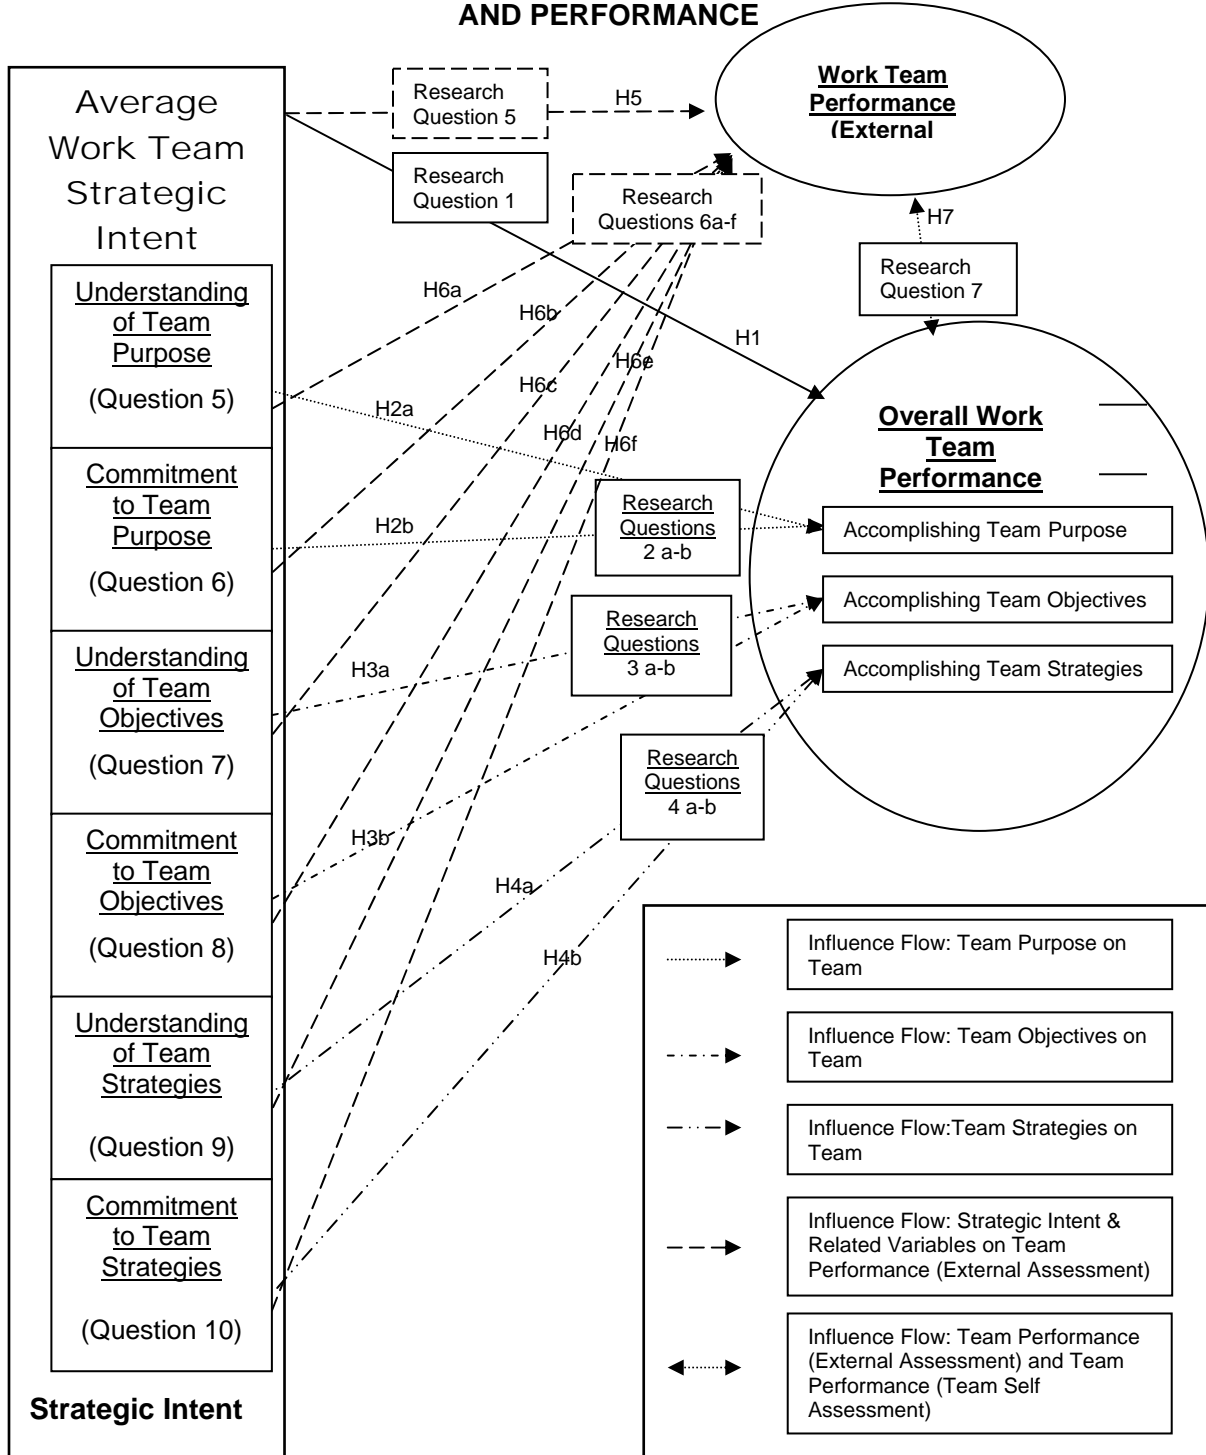 AND PERFORMANCE
Average
Work Team
Strategic
Intent
Understanding
of Team
Purpose
(Question 5)
Commitment
to Team
Purpose
(Question 6)
Understanding
of Team
Objectives
(Question 7)
Commitment
to Team
Objectives
(Question 8)
Understanding
of Team
Strategies
(Question 9)
Commitment
to Team
Strategies
(Question 10)
Strategic Intent
Research
Question 5
H5
Research
Question 1
Research
Questions 6a-f
Work Team
Performance
(External
H7
Research
Question 7
H6a
H6b
H6c
H6d
H6e
H6f
H1
H2a
H2b
Research
Questions
2 a-b
H3a
Research
Questions
3 a-b
H3b
H4a
Research
Questions
4 a-b
H4b
Overall Work
Team
Performance
Accomplishing Team Purpose
Accomplishing Team Objectives
Accomplishing Team Strategies
Influence Flow: Team Purpose on
Team
Influence Flow: Team Objectives on
Team
Influence Flow:Team Strategies on
Team
Influence Flow: Strategic Intent &
Related Variables on Team
Performance (External Assessment)
Influence Flow: Team Performance
(External Assessment) and Team
Performance (Team Self
Assessment)